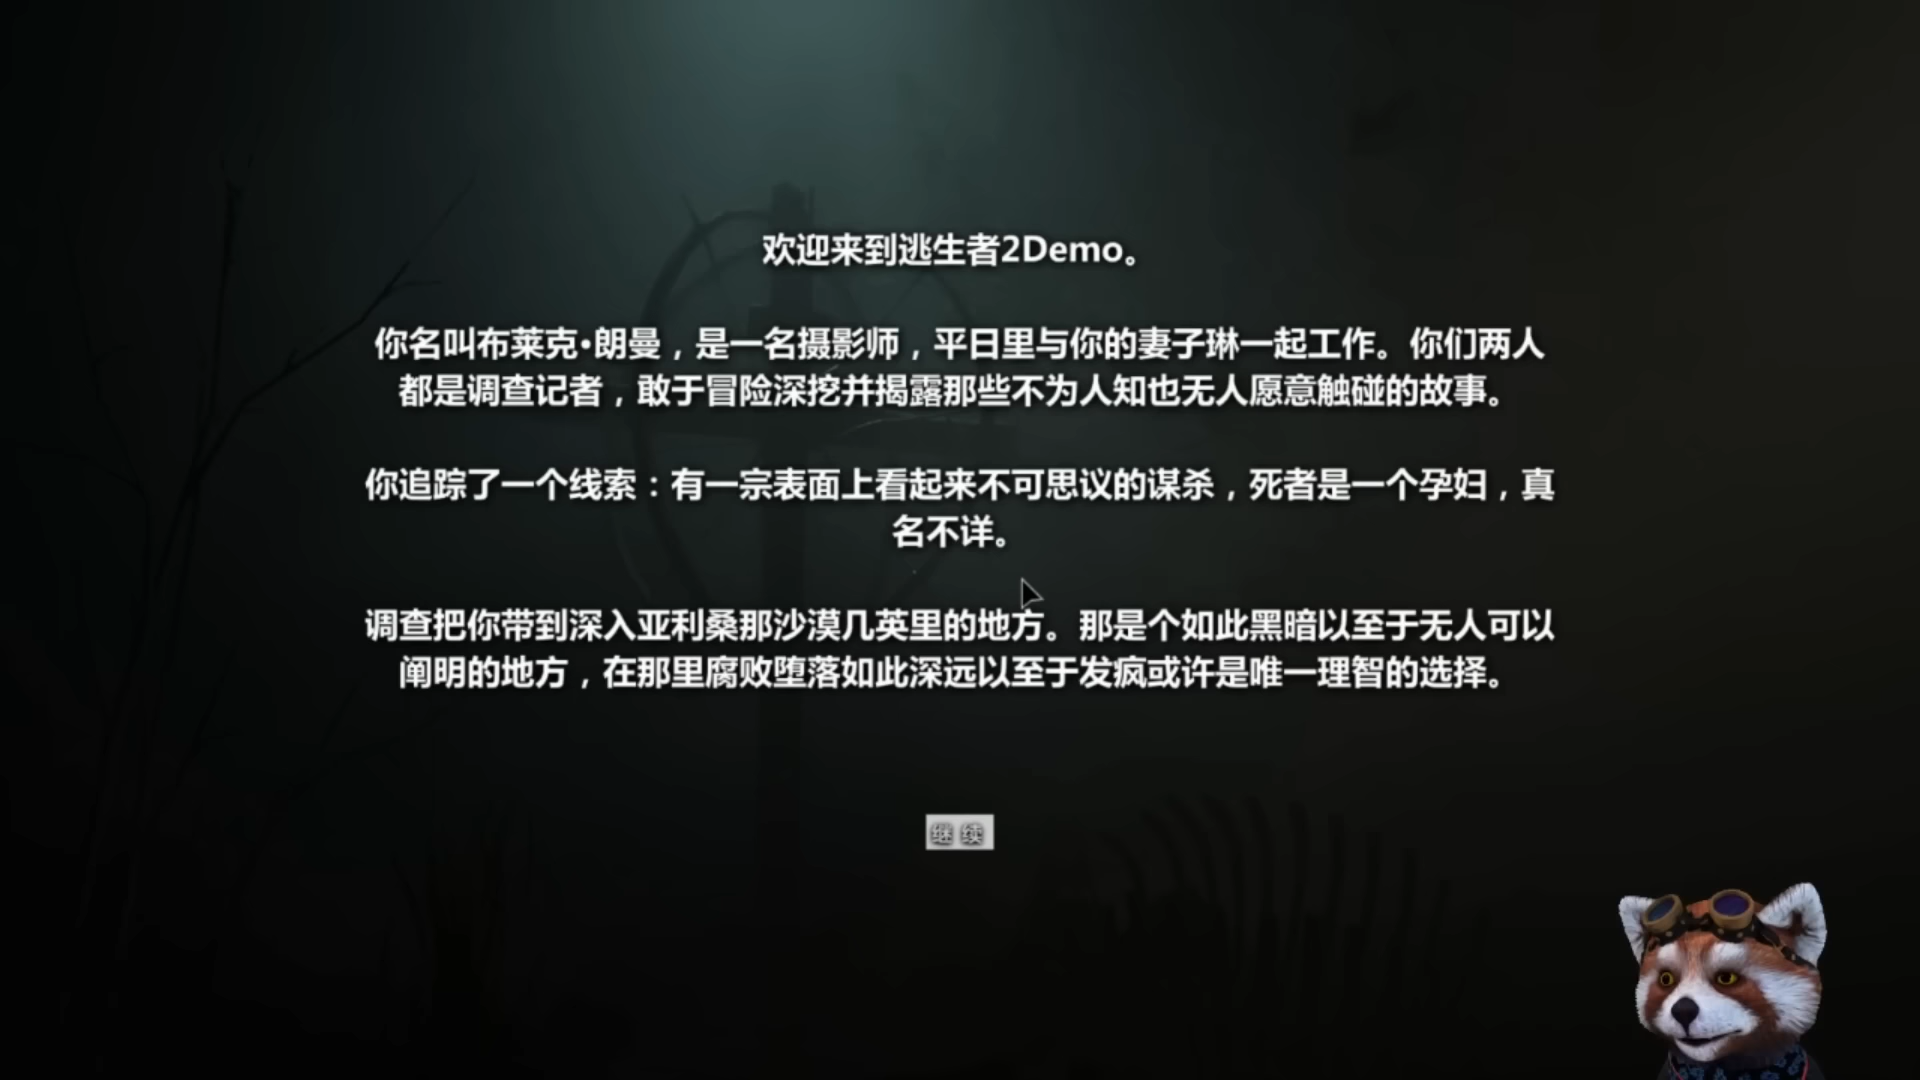 欢迎来到逃生者2Demo。
你名叫布莱克•朗曼，是一名摄影师，平日里与你的妻子琳一起工作。你们两人
都是调查记者，敢于冒险深挖并揭露那些不为人知也无人愿意触碰的故事。
你追踪了一个线索：有一宗表面上看起来不可思议的谋杀，死者是一个孕妇，真
名不详。
调查把你带到深入亚利桑那沙漠几英里的地方。那是个如此黑暗以至于无人可以
阐明的地方，在那里腐败堕落如此深远以至于发疯或许是唯一理智的选择。
继续